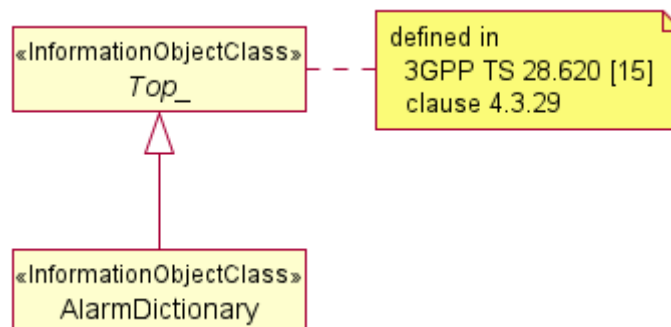 «InformationObjectClass»
Top_
defined in
3GPP TS 28.620 [15]
clause 4.3.29
«InformationObjectClass»
AlarmDictionary